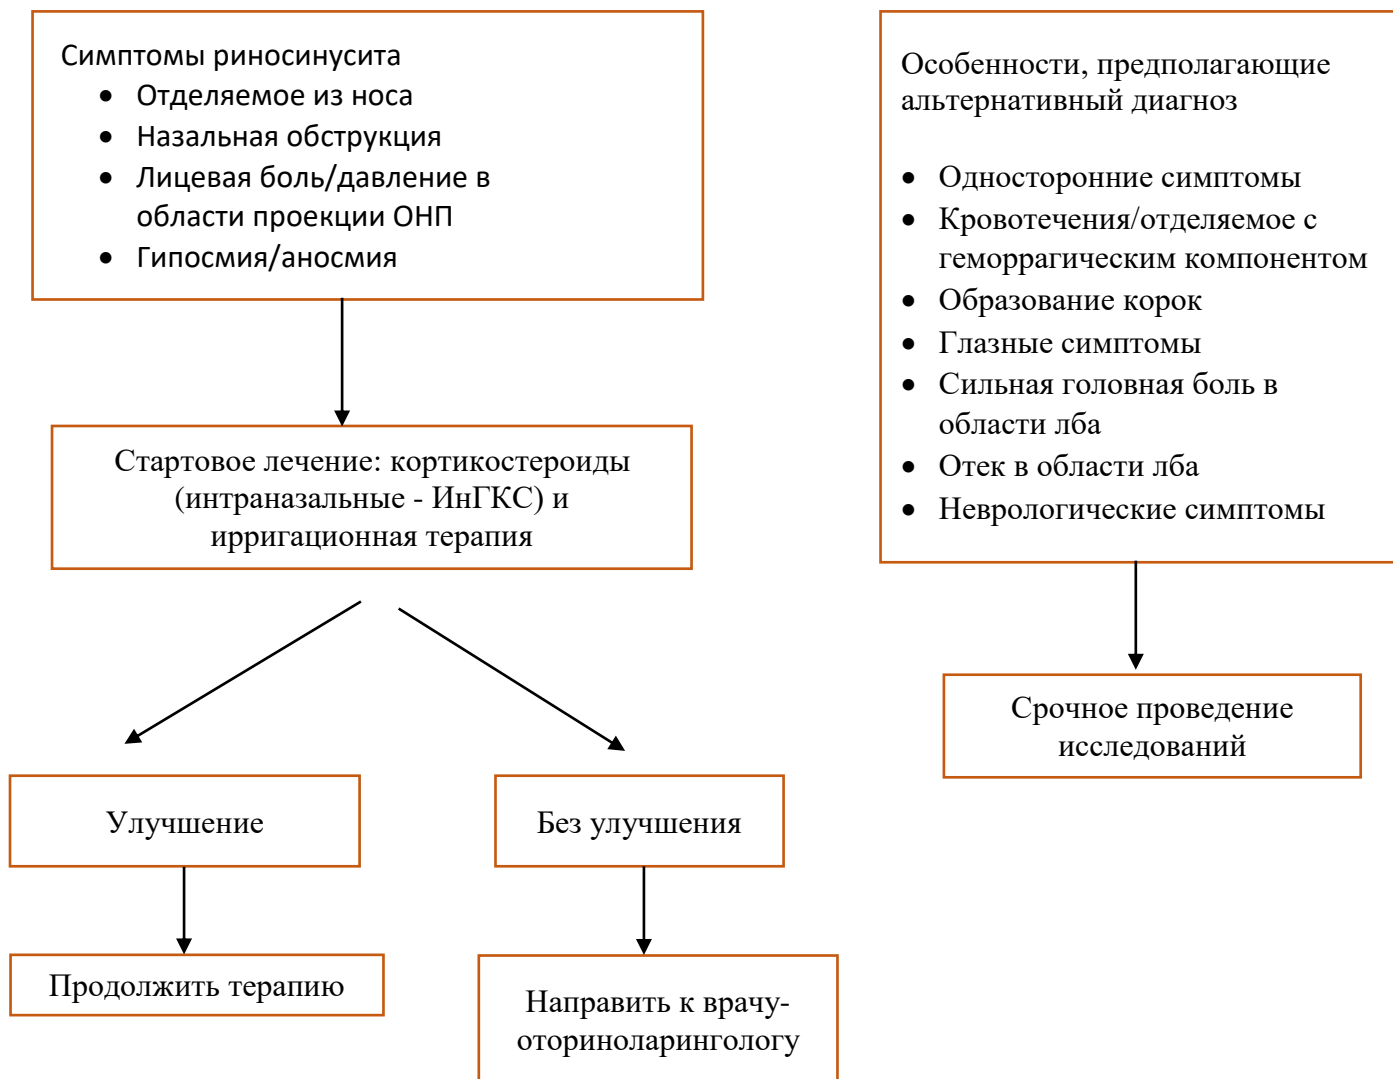 Симптомы риносинусита
• Отделяемое из носа
• Назальная обструкция
• Лицевая боль/давление в
области проекции ОНП
• Гипосмия/аносмия
Стартовое лечение: кортикостероиды
(интраназальные - ИнГКС) и
ирригационная терапия
Улучшение
Без улучшения
Продолжить терапию
Направить к врачу-
оториноларингологу
Особенности, предполагающие
альтернативный диагноз
• Односторонние симптомы
• Кровотечения/отделяемое с
геморрагическим компонентом
• Образование корок
• Глазные симптомы
• Сильная головная боль в
области лба
• Отек в области лба
• Неврологические симптомы
Срочное проведение
исследований